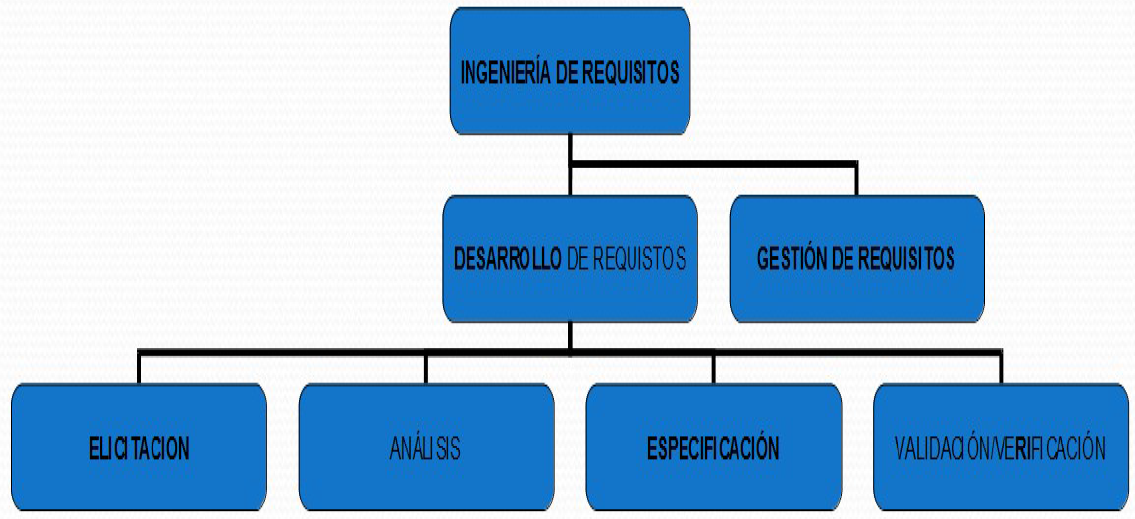 INGENIERÍA DE REQUISITOS
DESARROLLO DE REQUISTOS
GESTIÓN DE REQUISITOS
ELICITACION
ANÁLISIS
ESPECIFICACIÓN
VALIDACIÓN/VERIFICACIÓN